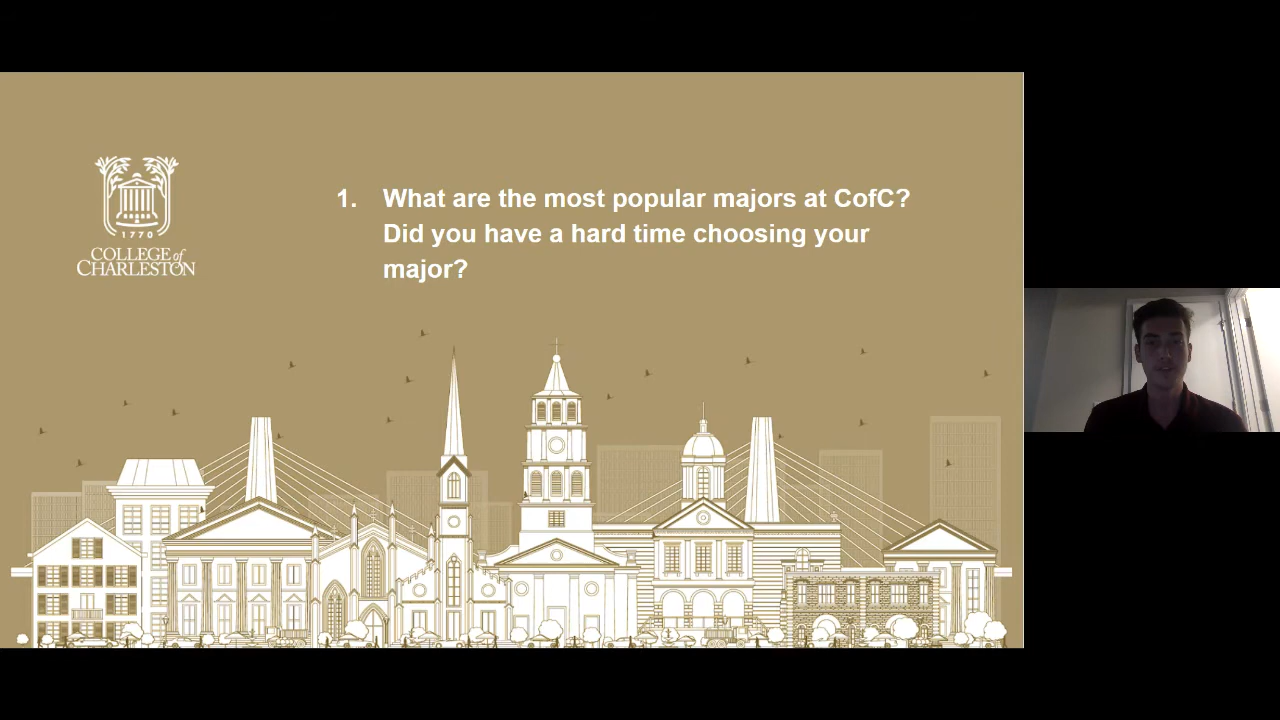 1770
COLLEGE of
CHARLESTON
1. What are the most popular majors at CofC?
Did you have a hard time choosing your
major?